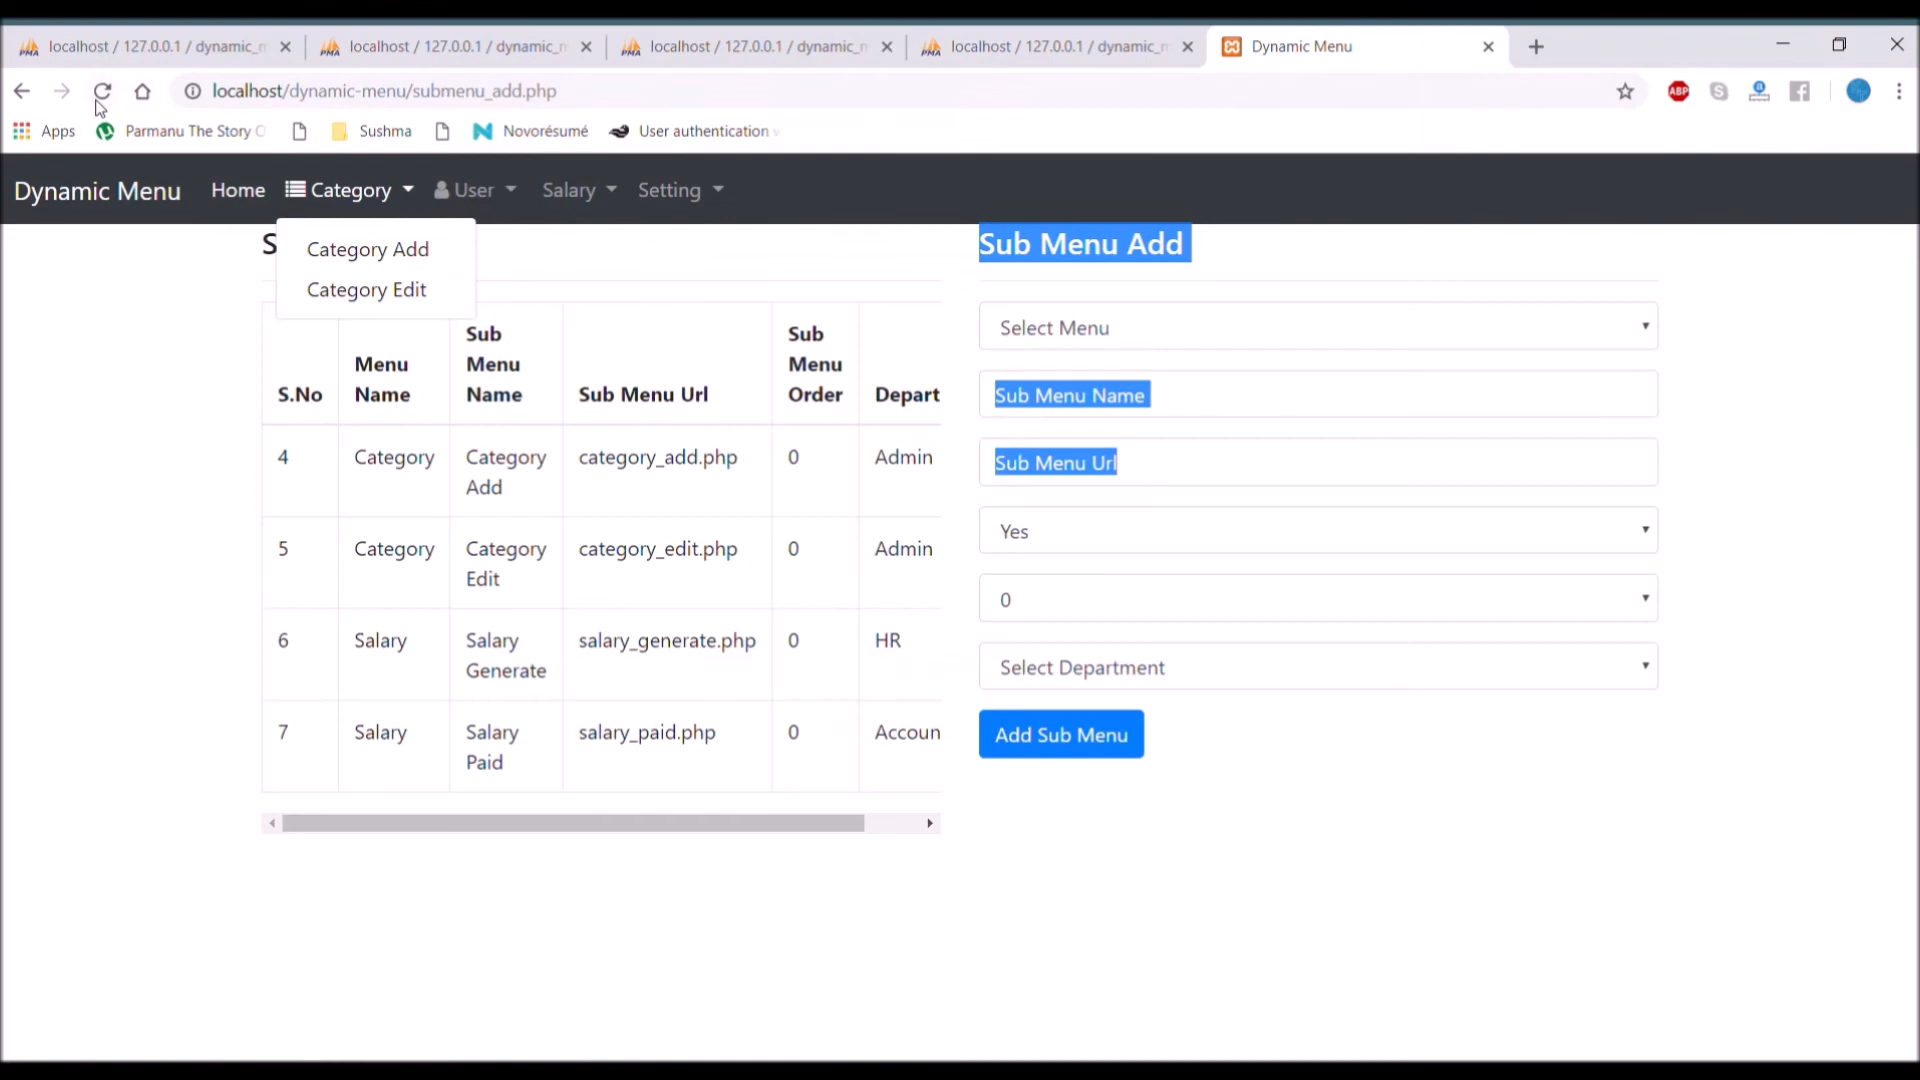 localhost / 127.0.0.1 / dynamic_m
localhost / 127.0.0.1 / dynamic_m
localhost / 127.0.0.1 / dynamic_m
localhost / 127.0.0.1 / dynamic_m
Dynamic Menu
localhost/dynamic-menu/submenu_add.php
ABP
Apps
Parmanu The Story O
Sushma
Novorésumé
User authentication
Dynamic Menu
Home
Category
User
Salary
Setting
Category Add
Category Edit
S
S.No
Menu Name
Sub Menu Name
Sub Menu Url
Sub Menu Order
Depart
4
Category
Category Add
category_add.php
0
Admin
5
Category
Category Edit
category_edit.php
0
Admin
6
Salary
Salary Generate
salary_generate.php
0
HR
7
Salary
Salary Paid
salary_paid.php
0
Accoun
Sub Menu Add
Select Menu
Sub Menu Name
Sub Menu Url
Yes
0
Select Department
Add Sub Menu